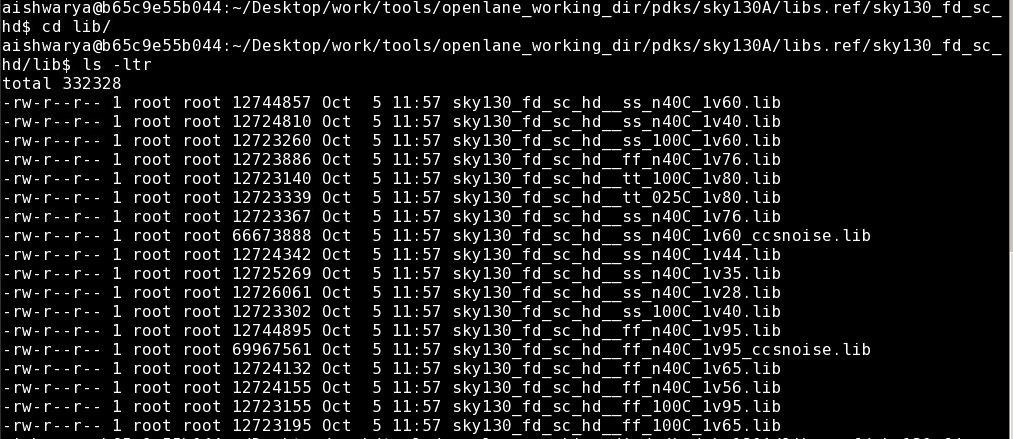 aishwarya@b65c9e55b044:~/Desktop/work/tools/openlane_working_dir/pdks/sky130A/libs.ref/sky130_fd_sc_
hd$ cd lib/
aishwarya@b65c9e55b044:~/Desktop/work/tools/openlane_working_dir/pdks/sky130A/libs.ref/sky130_fd_sc_
hd/lib$ ls -ltr
total 332328
-rw-r--r-- 1 root root 12744857 Oct  5 11:57 sky130_fd_sc_hd__ss_n40C_1v60.lib
-rw-r--r-- 1 root root 12724810 Oct  5 11:57 sky130_fd_sc_hd__ss_n40C_1v40.lib
-rw-r--r-- 1 root root 12723260 Oct  5 11:57 sky130_fd_sc_hd__ss_100C_1v60.lib
-rw-r--r-- 1 root root 12723886 Oct  5 11:57 sky130_fd_sc_hd__ff_n40C_1v76.lib
-rw-r--r-- 1 root root 12723140 Oct  5 11:57 sky130_fd_sc_hd__tt_100C_1v80.lib
-rw-r--r-- 1 root root 12723339 Oct  5 11:57 sky130_fd_sc_hd__tt_025C_1v80.lib
-rw-r--r-- 1 root root 12723367 Oct  5 11:57 sky130_fd_sc_hd__ss_n40C_1v76.lib
-rw-r--r-- 1 root root 66673888 Oct  5 11:57 sky130_fd_sc_hd__ss_n40C_1v60_ccsnoise.lib
-rw-r--r-- 1 root root 12724342 Oct  5 11:57 sky130_fd_sc_hd__ss_n40C_1v44.lib
-rw-r--r-- 1 root root 12725269 Oct  5 11:57 sky130_fd_sc_hd__ss_n40C_1v35.lib
-rw-r--r-- 1 root root 12726061 Oct  5 11:57 sky130_fd_sc_hd__ss_n40C_1v28.lib
-rw-r--r-- 1 root root 12723302 Oct  5 11:57 sky130_fd_sc_hd__ss_100C_1v40.lib
-rw-r--r-- 1 root root 12744895 Oct  5 11:57 sky130_fd_sc_hd__ff_n40C_1v95.lib
-rw-r--r-- 1 root root 69967561 Oct  5 11:57 sky130_fd_sc_hd__ff_n40C_1v95_ccsnoise.lib
-rw-r--r-- 1 root root 12724132 Oct  5 11:57 sky130_fd_sc_hd__ff_n40C_1v65.lib
-rw-r--r-- 1 root root 12724155 Oct  5 11:57 sky130_fd_sc_hd__ff_n40C_1v56.lib
-rw-r--r-- 1 root root 12723155 Oct  5 11:57 sky130_fd_sc_hd__ff_100C_1v95.lib
-rw-r--r-- 1 root root 12723195 Oct  5 11:57 sky130_fd_sc_hd__ff_100C_1v65.lib